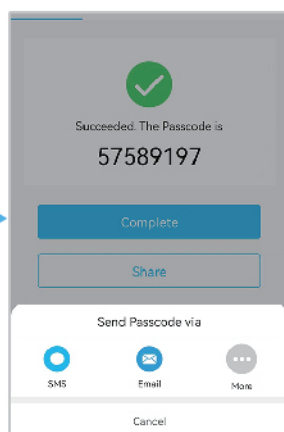 Succeeded. The Passcode is
57589197
Complete
Share
Send Passcode via
SMS
Email
More
Cancel